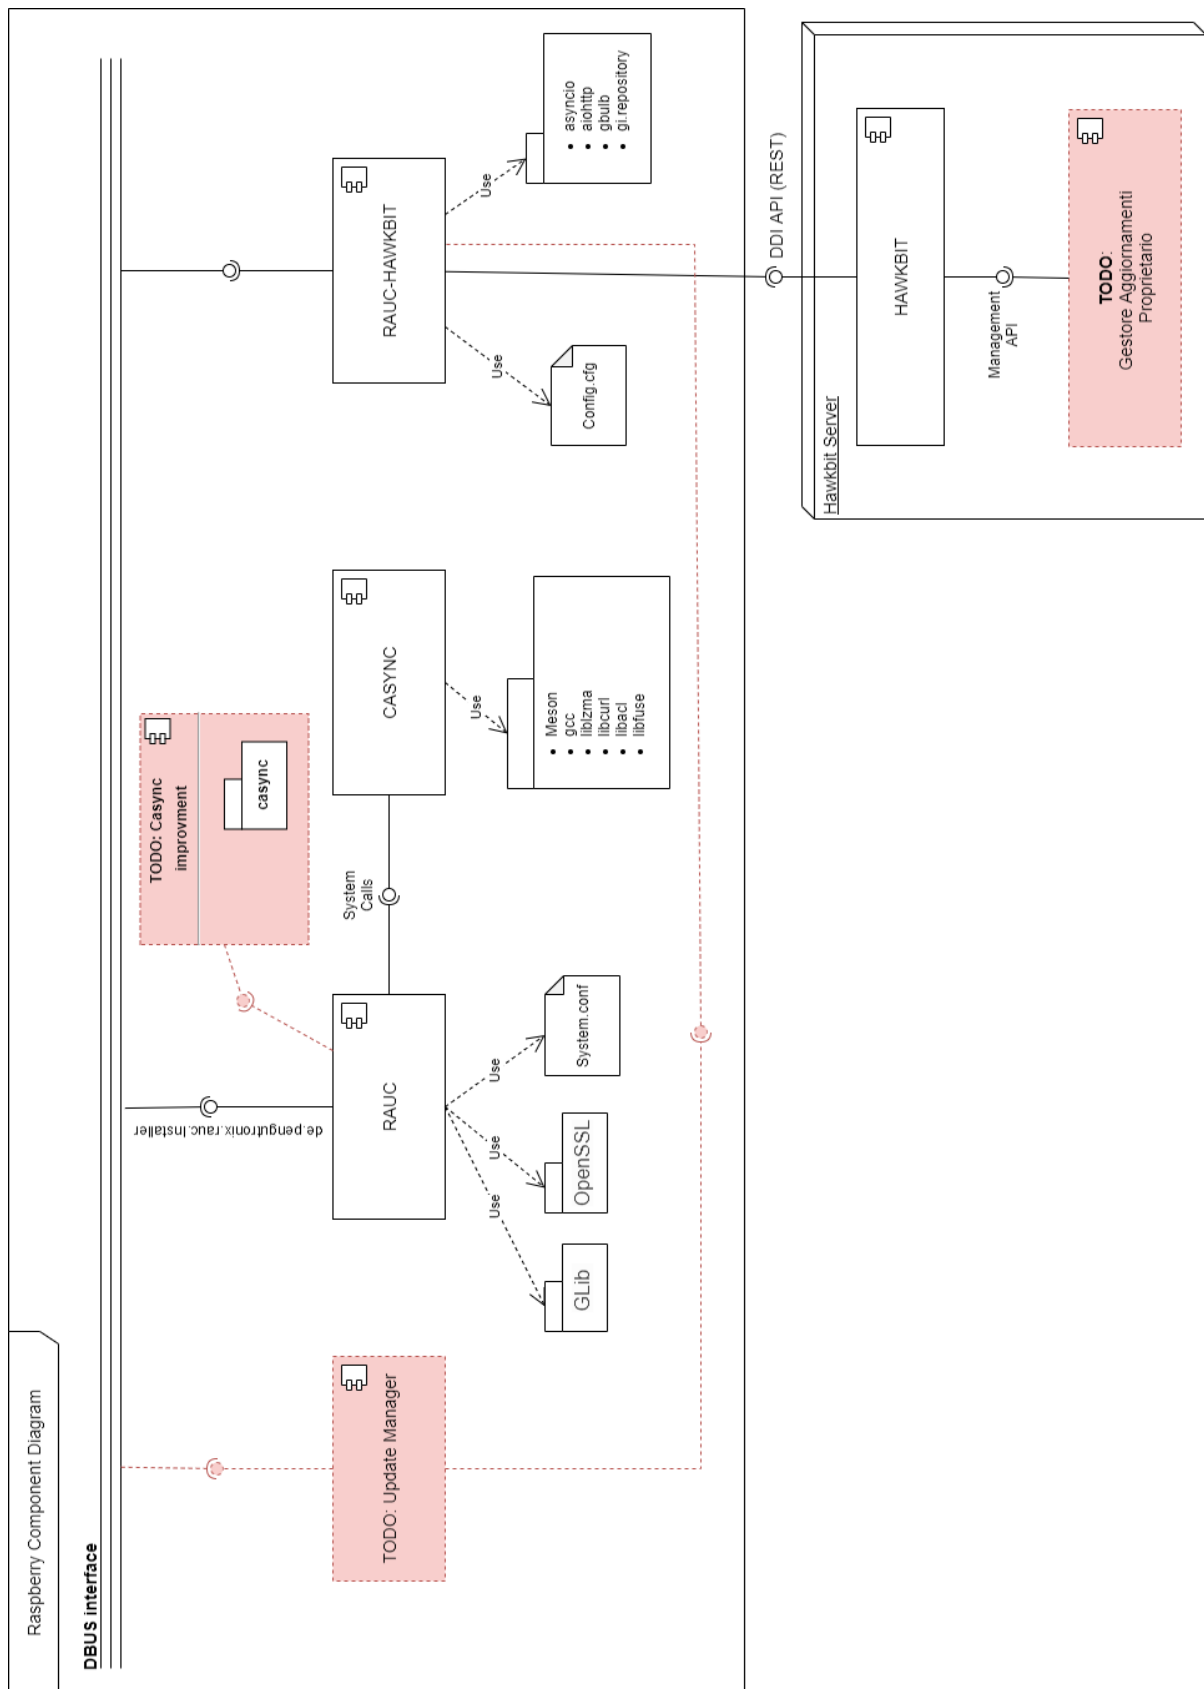 Raspberry Component Diagram
DBUS interface
TODO: Update Manager
de.pengutronix.rauc.Installer
RAUC
Use
GLib
Use
OpenSSL
Use
System.conf
TODO: Casync
improvment
casync
System
Calls
CASYNC
Use
• Meson
• gcc
• liblzma
• libcurl
• libacl
• libfuse
RAUC-HAWKBIT
Use
Config.cfg
Use
• asyncio
• aiohttp
• gbulb
• gi.repository
DDI API (REST)
Hawkbit Server
HAWKBIT
Management
API
TODO:
Gestore Aggiornamenti
Proprietario